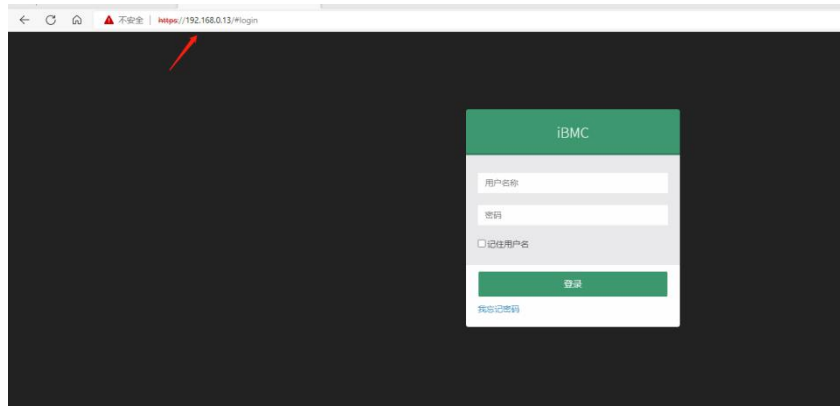 不安全 | https://192.168.0.13/#login
iBMC
用户名称
密码
记住用户名
登录
我忘记密码